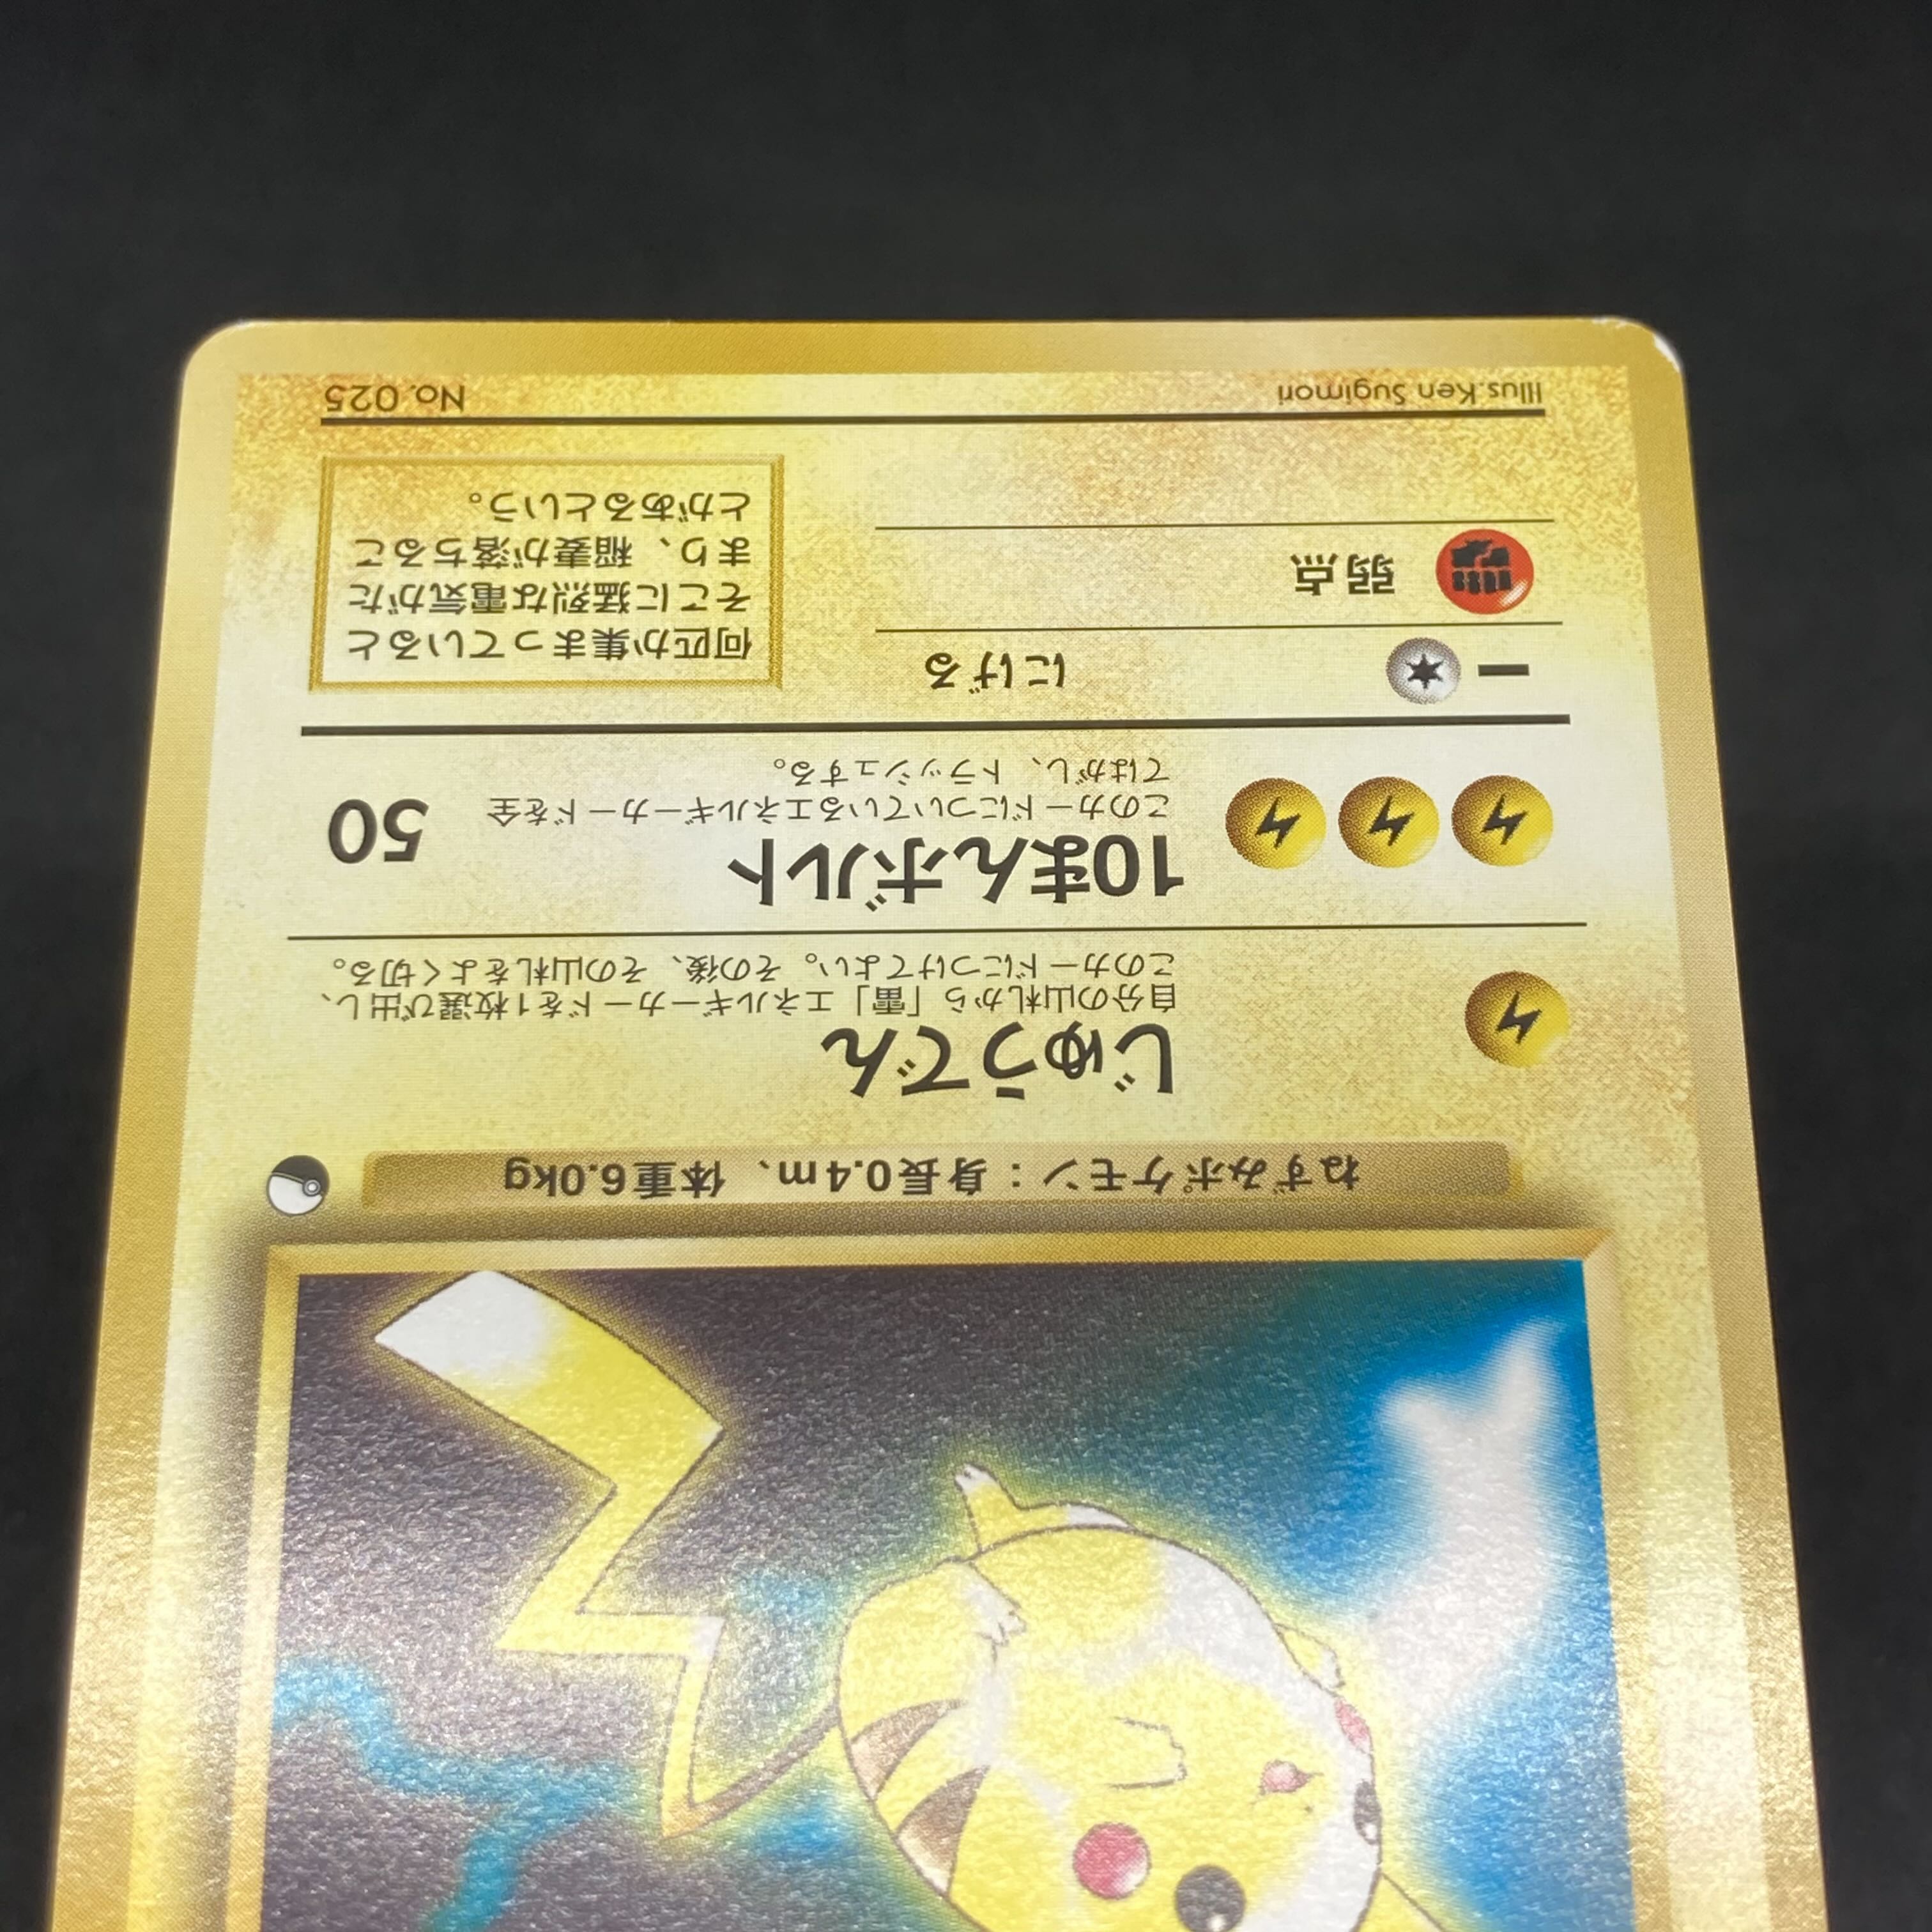 ねずみポケモン：身長0.4m、体重6.0kg
じゅうでん
自分の山札から「雷」エネルギーカードを1枚選び出し、
このカードにつけてよい。その後、その山札をよく切る。
10まんボルト
このカードについているエネルギーカードを全
てはがし、トラッシュする。
50
にげる
弱点
何匹か集まっていると
そこに猛烈な電気がた
まり、稲妻が落ちるこ
とがあるという。
Illus.Ken Sugimori
No. 025